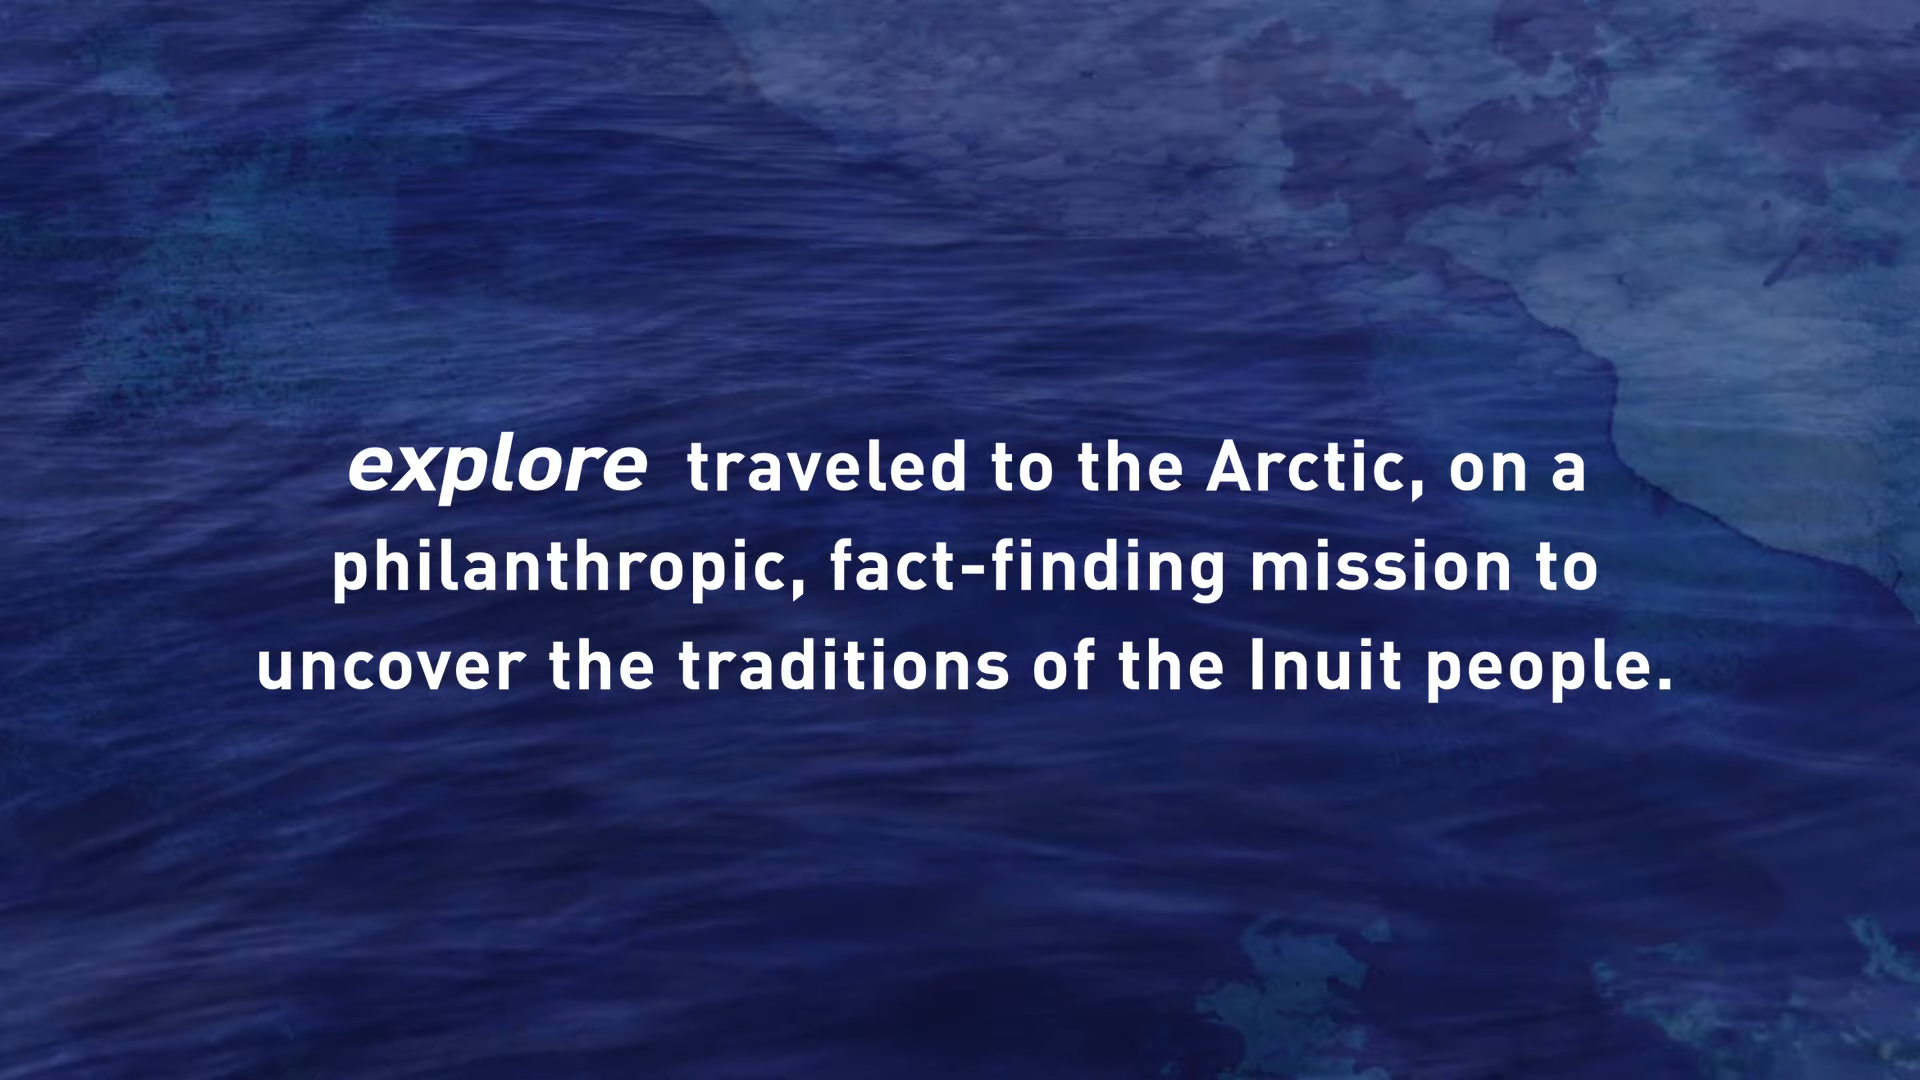 explore traveled to the Arctic, on a
philanthropic, fact-finding mission to
uncover the traditions of the Inuit people.